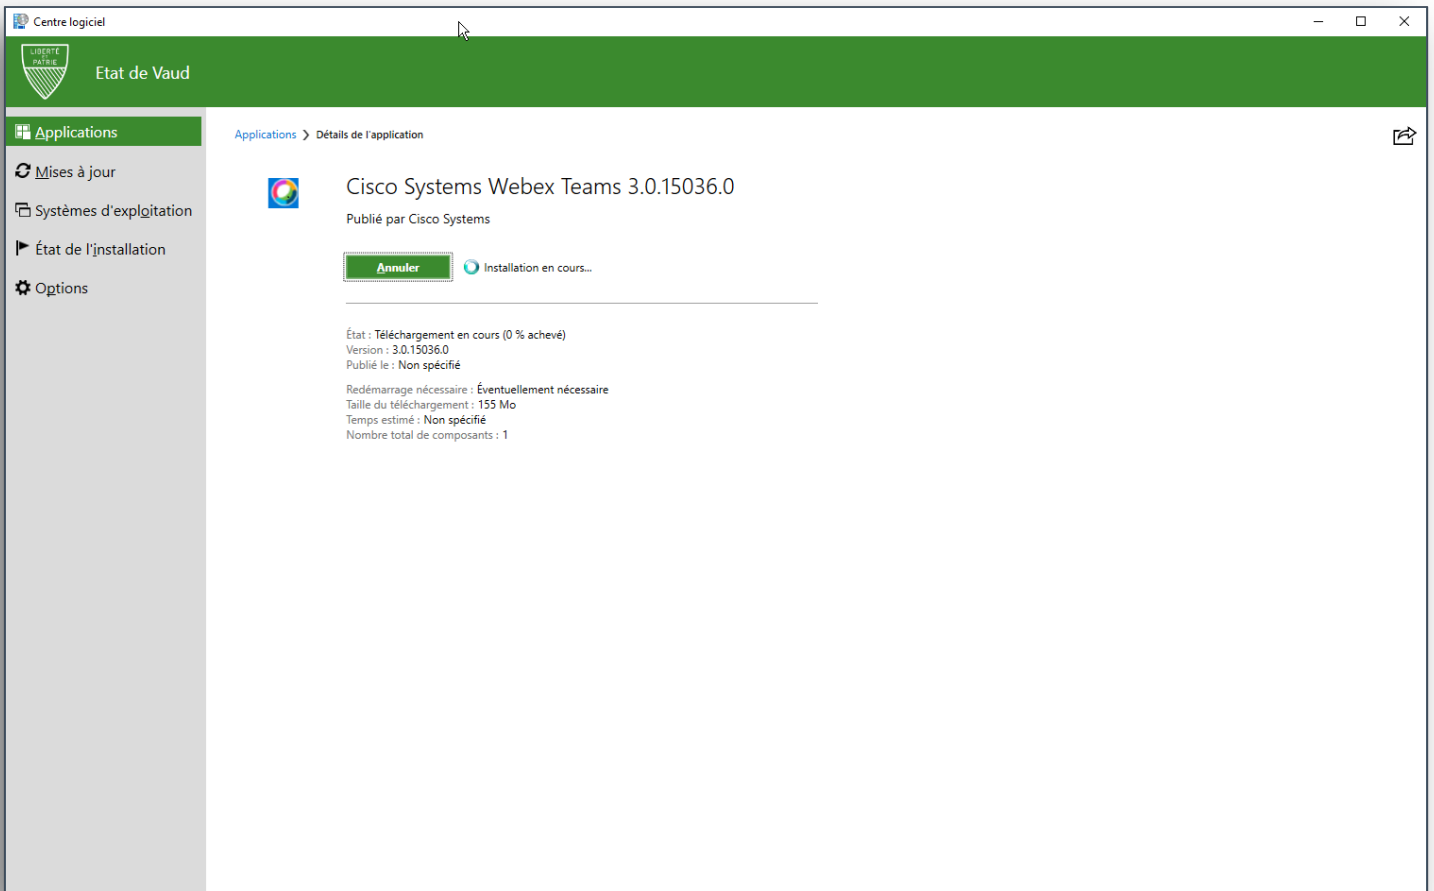 Centre logiciel
LIBERTÉ
ET
PATRIE
Etat de Vaud
Applications
Mises à jour
Systèmes d'exploitation
État de l'installation
Options
Applications > Détails de l'application
Cisco Systems Webex Teams 3.0.15036.0
Publié par Cisco Systems
Annuler
Installation en cours...
État : Téléchargement en cours (0 % achevé)
Version : 3.0.15036.0
Publié le : Non spécifié
Redémarrage nécessaire : Éventuellement nécessaire
Taille du téléchargement : 155 Mo
Temps estimé : Non spécifié
Nombre total de composants : 1